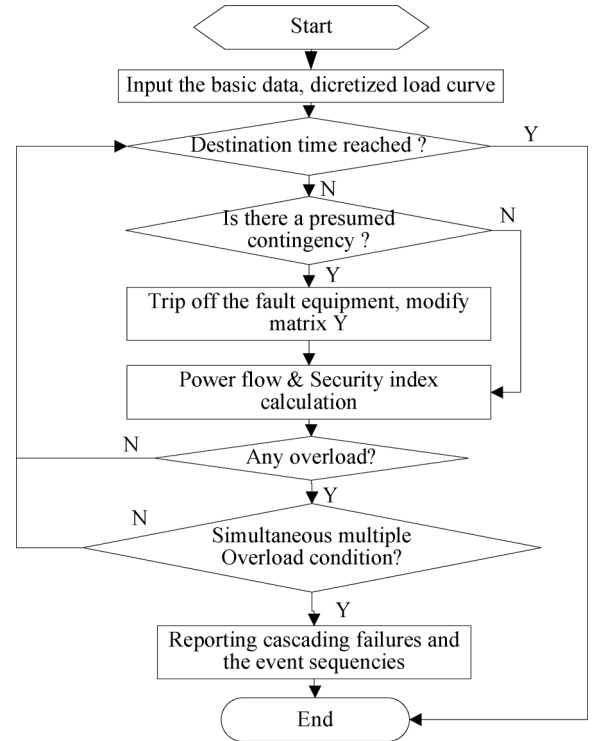 Start
Input the basic data, dicretized load curve
Destination time reached ?
Y
N
Is there a presumed
contingency ?
N
Y
Trip off the fault equipment, modify
matrix Y
Power flow & Security index
calculation
N
Any overload?
Y
N
Simultaneous multiple
Overload condition?
Y
Reporting cascading failures and
the event sequencies
End